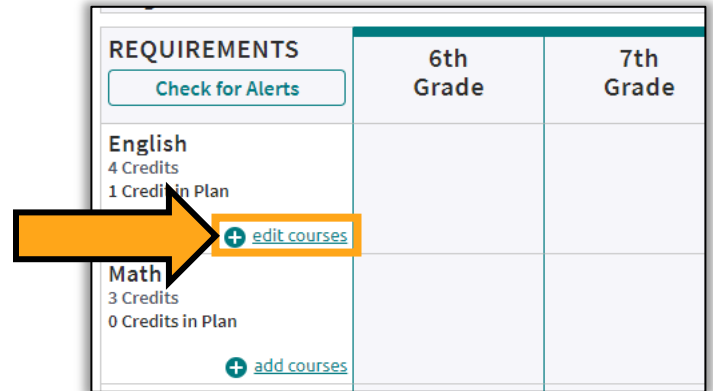 REQUIREMENTS
Check for Alerts
6th
Grade
7th
Grade
English
4 Credits
1 Credit in Plan
edit courses
Math
3 Credits
0 Credits in Plan
add courses